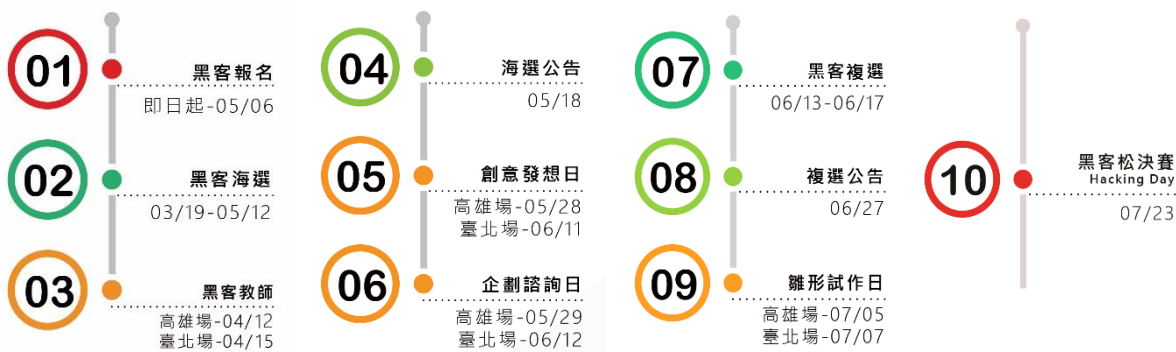 01
黑客報名
即日起-05/06
02
黑客海選
03/19-05/12
03
黑客教師
高雄場-04/12
臺北場-04/15
04
海選公告
05/18
05
創意發想日
高雄場-05/28
臺北場-06/11
06
企劃諮詢日
高雄場-05/29
臺北場-06/12
07
黑客複選
06/13-06/17
08
複選公告
06/27
09
雛形試作日
高雄場-07/05
臺北場-07/07
10
黑客松決賽
Hacking Day
07/23